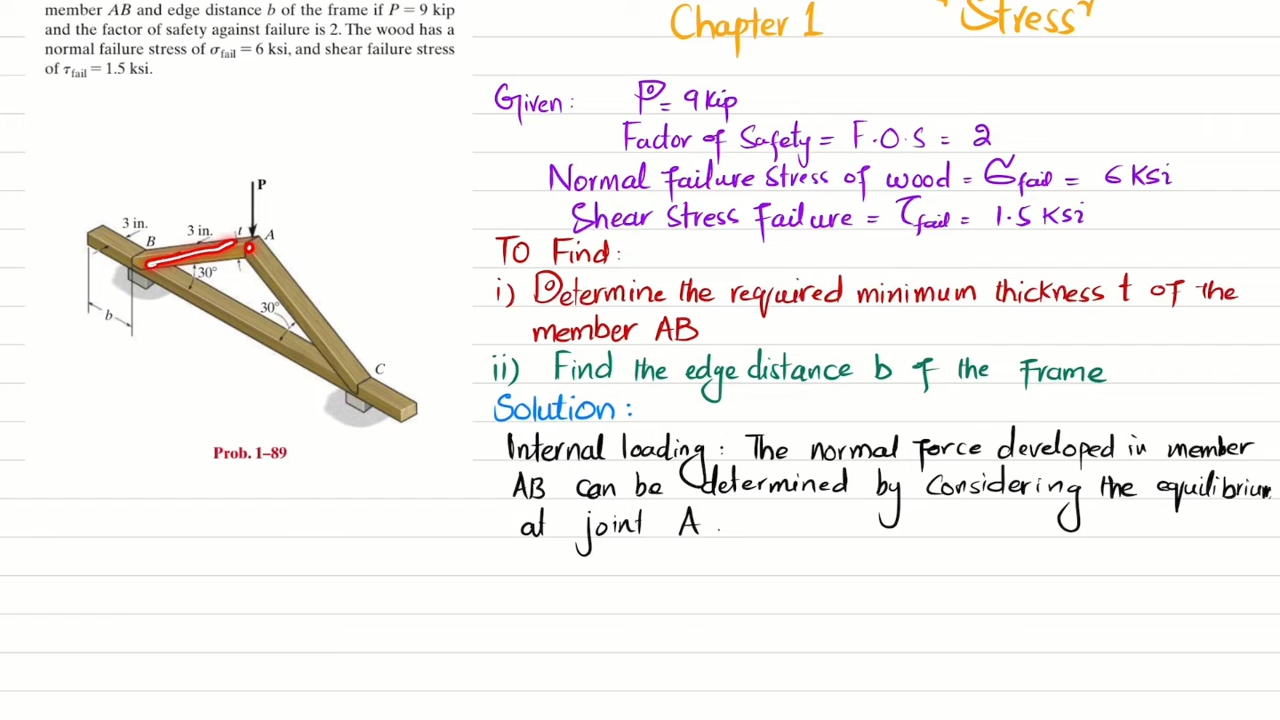 member AB and edge distance b of the frame if P = 9 kip
and the factor of safety against failure is 2. The wood has a
normal failure stress of σfail = 6 ksi, and shear failure stress
of τfail = 1.5 ksi.
Chapter 1 "Stress"
Given: P = 9 kip
Factor of Safety = F.O.S = 2
Normal failure stress of wood = σfail = 6 Ksi
Shear Stress Failure = τfail = 1.5 Ksi
To Find:
i) Determine the required minimum thickness t of the
member AB
ii) Find the edge distance b of the Frame
Solution:
Internal loading: The normal force developed in member
AB can be determined by considering the equilibrium
at joint A.
P
3 in.
B
3 in.
t
A
30°
30°
b
C
Prob. 1–89